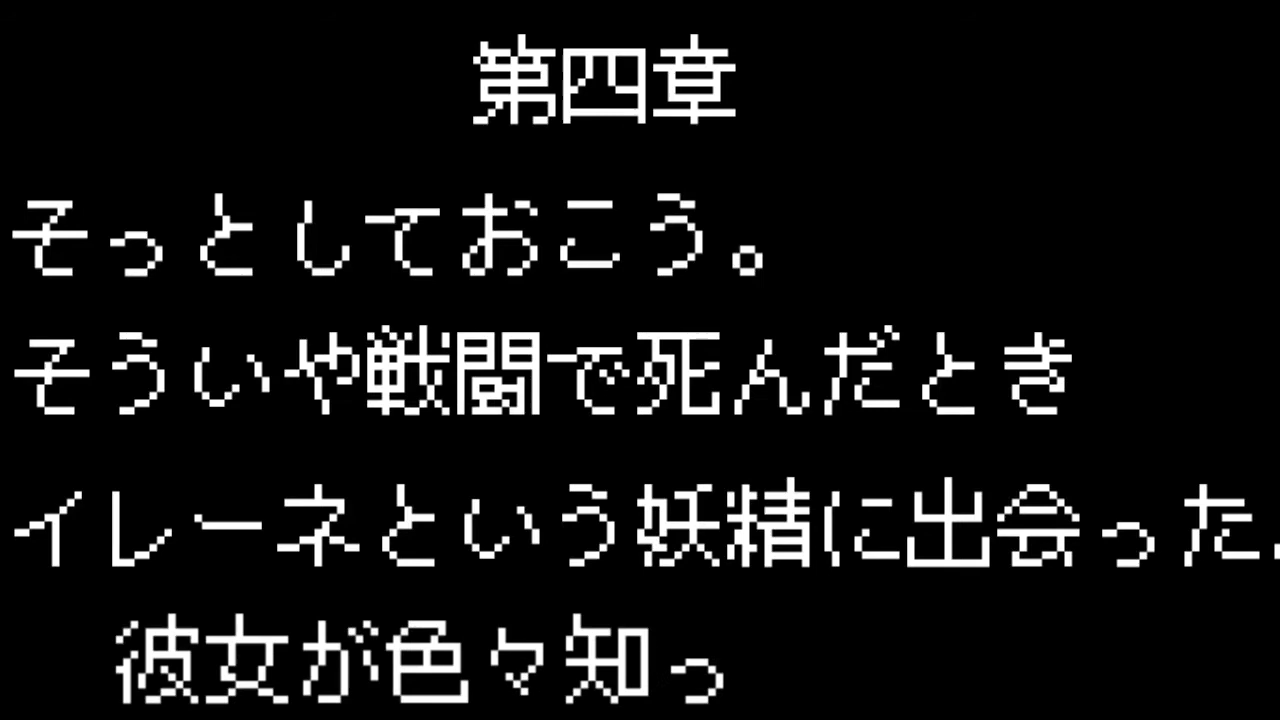 第四章
そっとしておこう。
そういや戦闘で死んだとき
イレーネという妖精に出会った
彼女が色々知っ